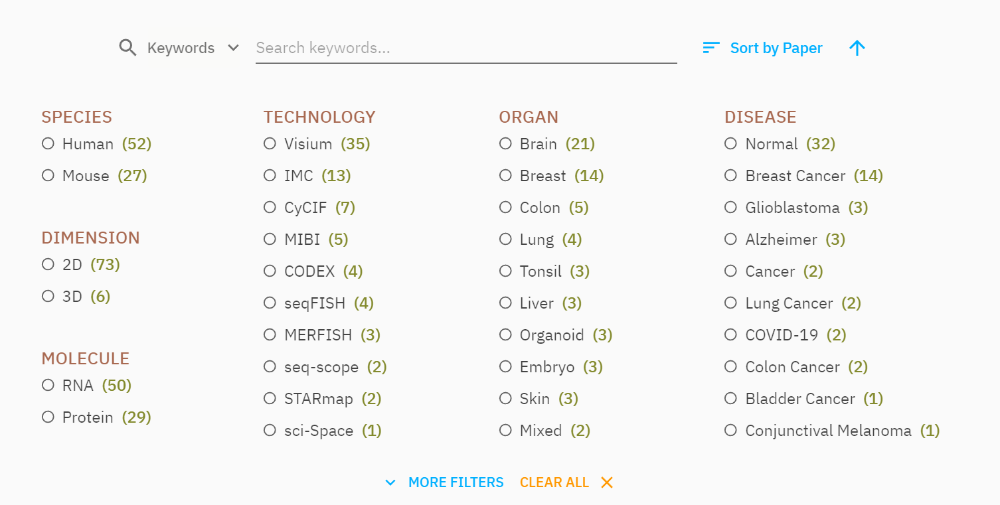 Keywords
Search keywords...
Sort by Paper
SPECIES
Human (52)
Mouse (27)
DIMENSION
2D (73)
3D (6)
MOLECULE
RNA (50)
Protein (29)
TECHNOLOGY
Visium (35)
IMC (13)
CyCIF (7)
MIBI (5)
CODEX (4)
seqFISH (4)
MERFISH (3)
seq-scope (2)
STARmap (2)
sci-Space (1)
ORGAN
Brain (21)
Breast (14)
Colon (5)
Lung (4)
Tonsil (3)
Liver (3)
Organoid (3)
Embryo (3)
Skin (3)
Mixed (2)
DISEASE
Normal (32)
Breast Cancer (14)
Glioblastoma (3)
Alzheimer (3)
Cancer (2)
Lung Cancer (2)
COVID-19 (2)
Colon Cancer (2)
Bladder Cancer (1)
Conjunctival Melanoma (1)
MORE FILTERS
CLEAR ALL